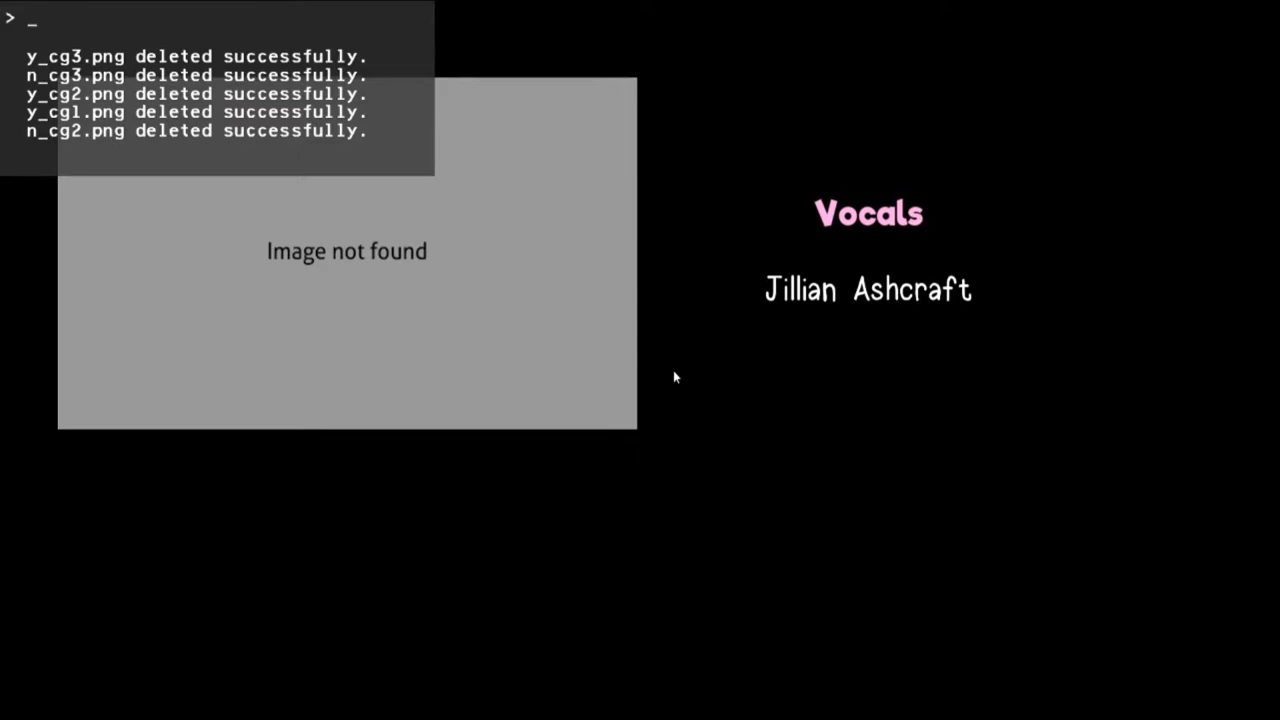 > _
y_cg3.png deleted successfully.
n_cg3.png deleted successfully.
y_cg2.png deleted successfully.
y_cg1.png deleted successfully.
n_cg2.png deleted successfully.
Image not found
Vocals
Jillian Ashcraft